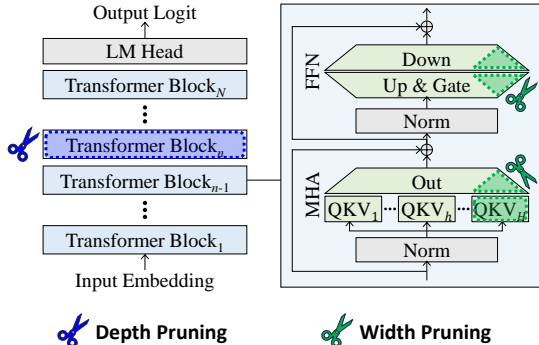 Output Logit
LM Head
Transformer Block_N
Transformer Block_n
Transformer Block_n-1
Transformer Block_1
Input Embedding
FFN
Down
Up & Gate
Norm
MHA
Out
QKV_1 ··· QKV_h ··· QKV_H
Norm
Depth Pruning
Width Pruning